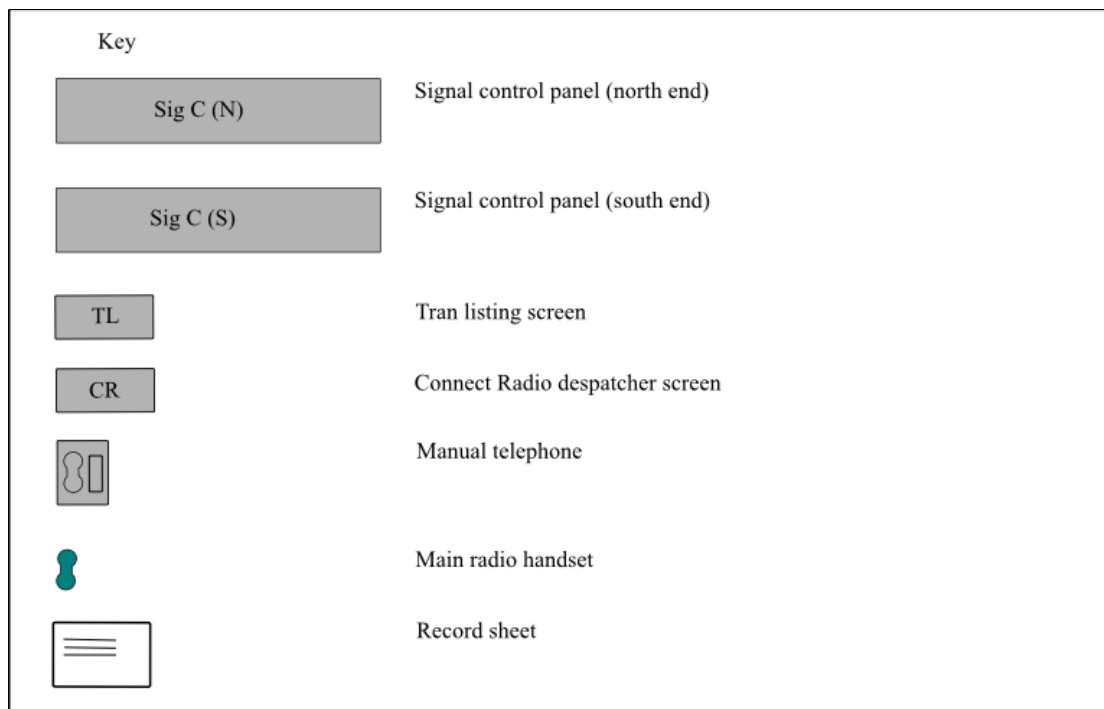 Key
Sig C (N)
Signal control panel (north end)
Sig C (S)
Signal control panel (south end)
TL
Tran listing screen
CR
Connect Radio despatcher screen
Manual telephone
Main radio handset
Record sheet